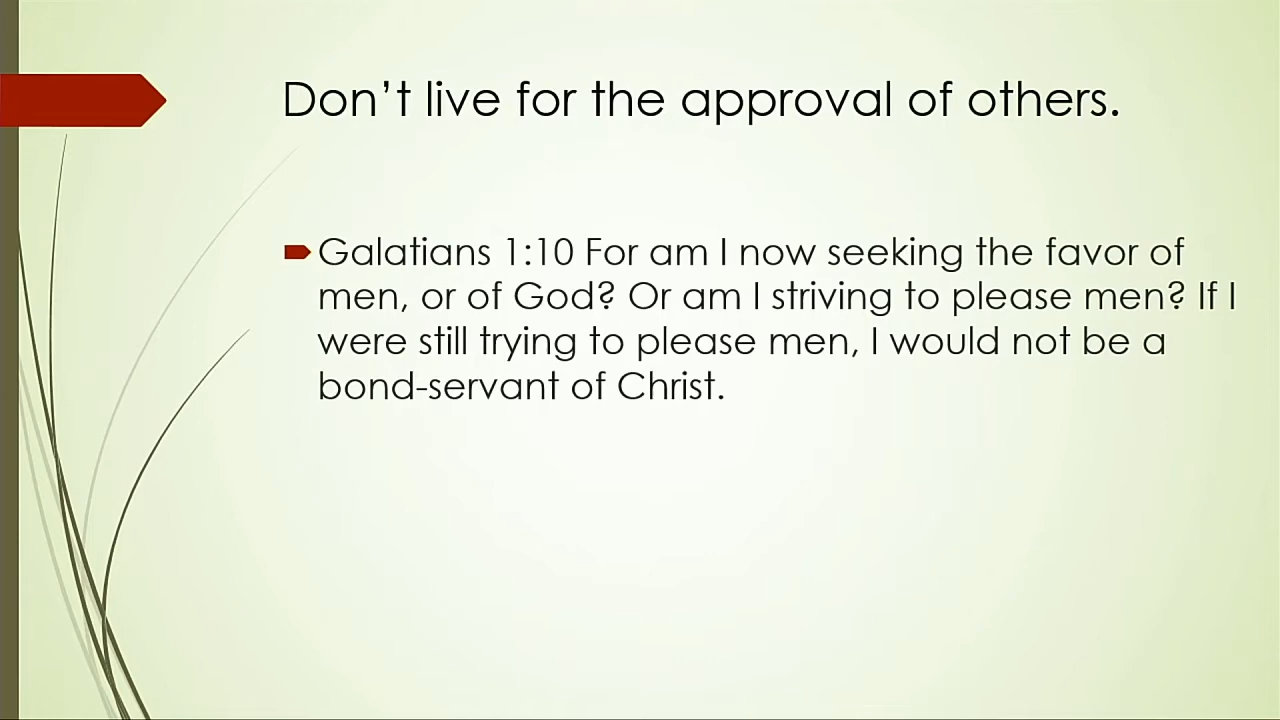 Don’t live for the approval of others.
Galatians 1:10 For am I now seeking the favor of
men, or of God? Or am I striving to please men? If I
were still trying to please men, I would not be a
bond-servant of Christ.